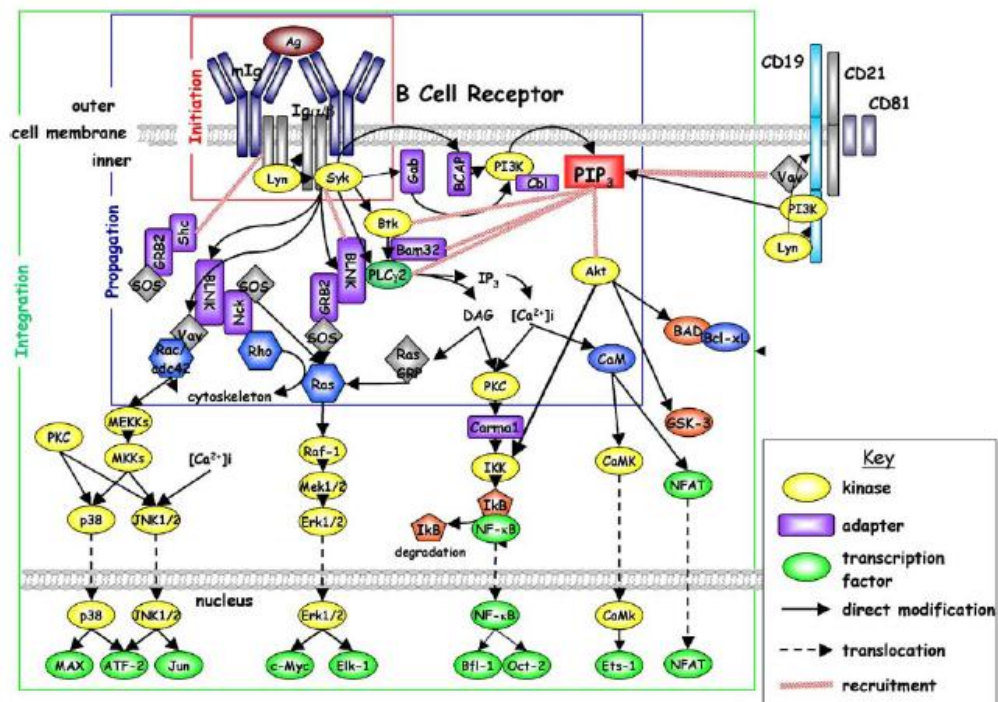 Ag
mIg
Igα/β
B Cell Receptor
CD19
CD21
CD81
outer
cell membrane
inner
Initiation
Propagation
Integration
Lyn
Syk
Gab
BCAP
PI3K
Cbl
PIP3
Vav
PI3K
Lyn
Shc
GRB2
SOS
Btk
Bam32
PLCγ2
BLNK
GRB2
SOS
BLNK
Nck
SOS
Vav
Rac/
cdc42
Rho
Ras
cytoskeleton
IP3
DAG
[Ca2+]i
Ras
GRP
Akt
BAD
Bcl-xL
CaM
PKC
Carma1
GSK-3
MEKKs
PKC
MKKs
[Ca2+]i
Raf-1
Mek1/2
Erk1/2
IKK
IkB
NF-κB
IkB
degradation
CaMK
NFAT
p38
JNK1/2
nucleus
p38
JNK1/2
Erk1/2
NF-κB
CaMk
MAX
ATF-2
Jun
c-Myc
Elk-1
Bfl-1
Oct-2
Ets-1
NFAT
Key
kinase
adapter
transcription
factor
direct modification
translocation
recruitment